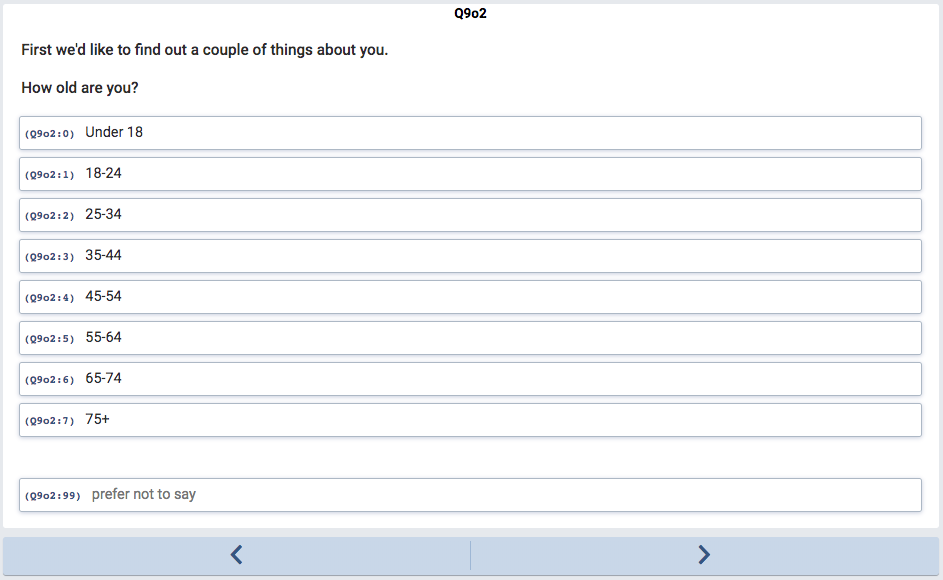 Q9o2
First we'd like to find out a couple of things about you.
How old are you?
(Q9o2:0) Under 18
(Q9o2:1) 18-24
(Q9o2:2) 25-34
(Q9o2:3) 35-44
(Q9o2:4) 45-54
(Q9o2:5) 55-64
(Q9o2:6) 65-74
(Q9o2:7) 75+
(Q9o2:99) prefer not to say